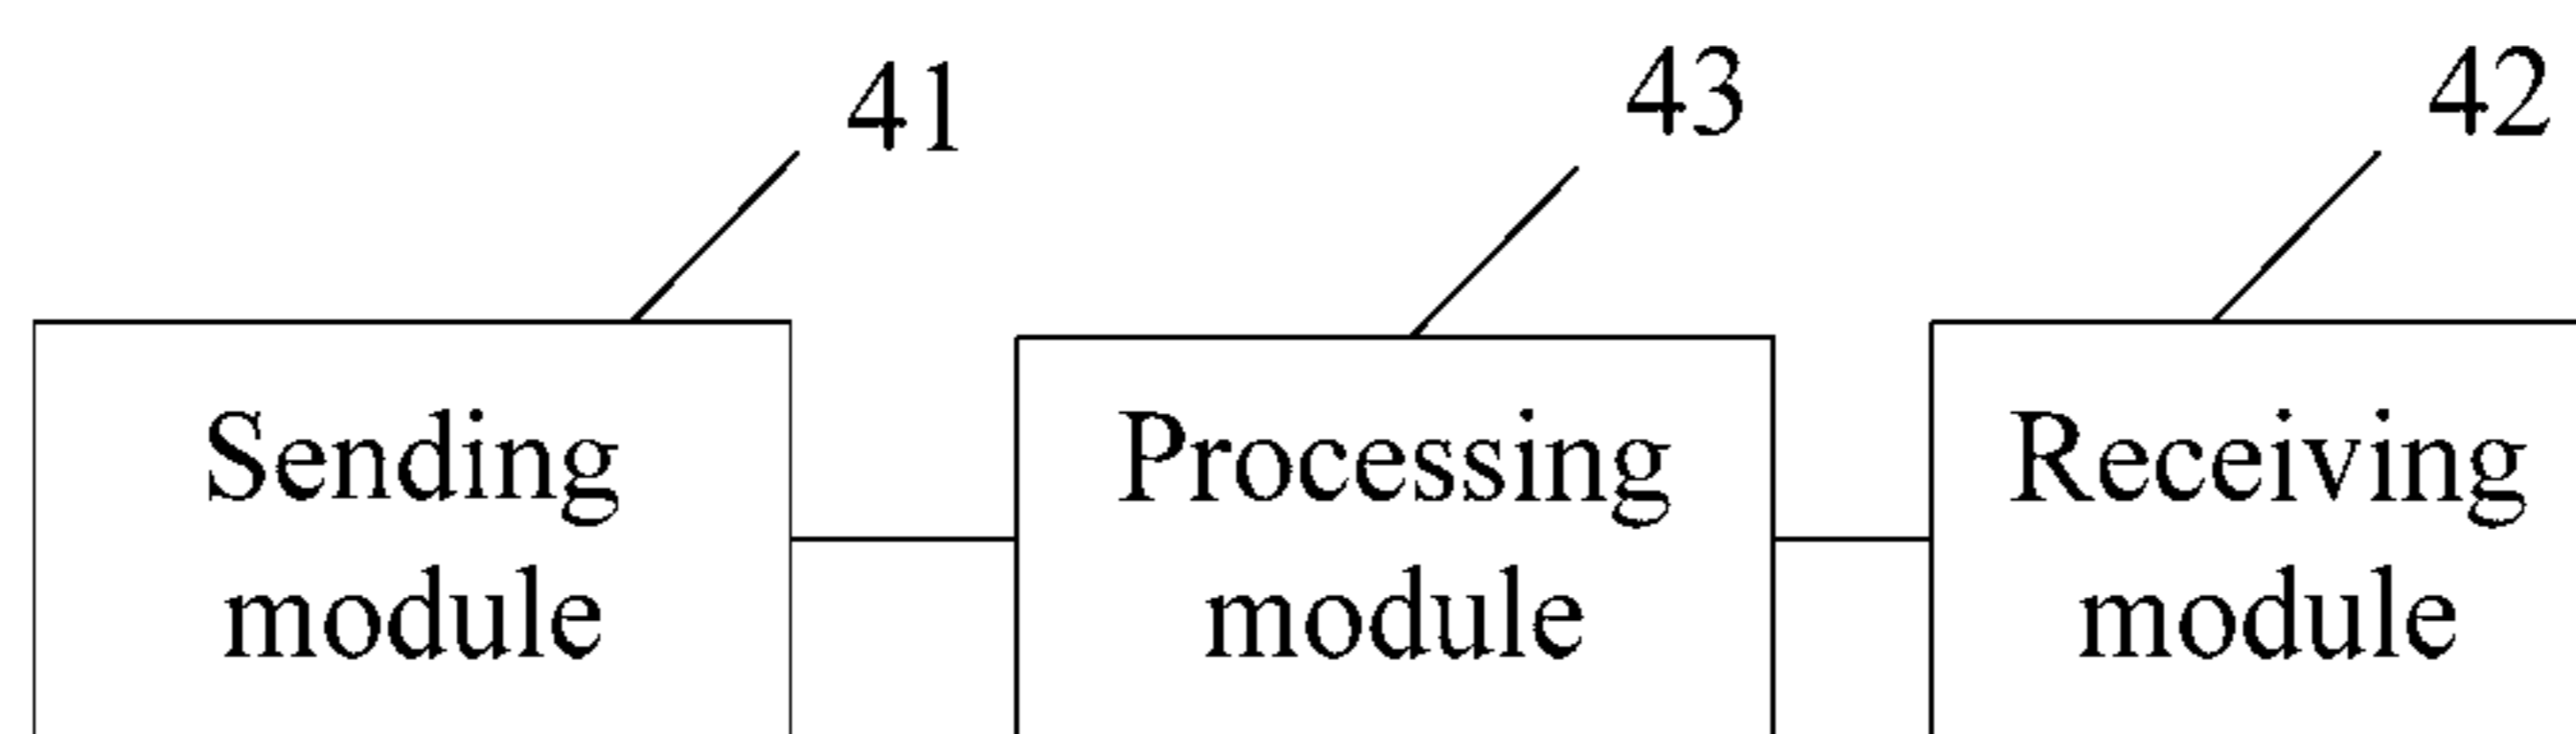 41
43
42
Sending
module
Processing
module
Receiving
module